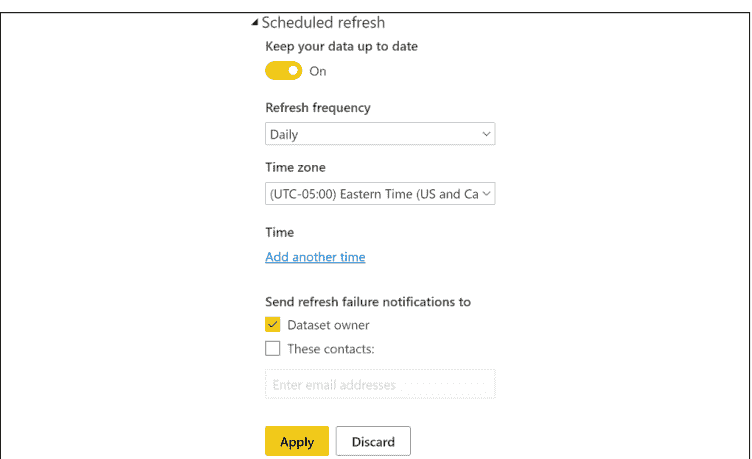 Scheduled refresh
Keep your data up to date
On
Refresh frequency
Daily
Time zone
(UTC-05:00) Eastern Time (US and Ca
Time
Add another time
Send refresh failure notifications to
Dataset owner
These contacts:
Enter email addresses
Apply Discard